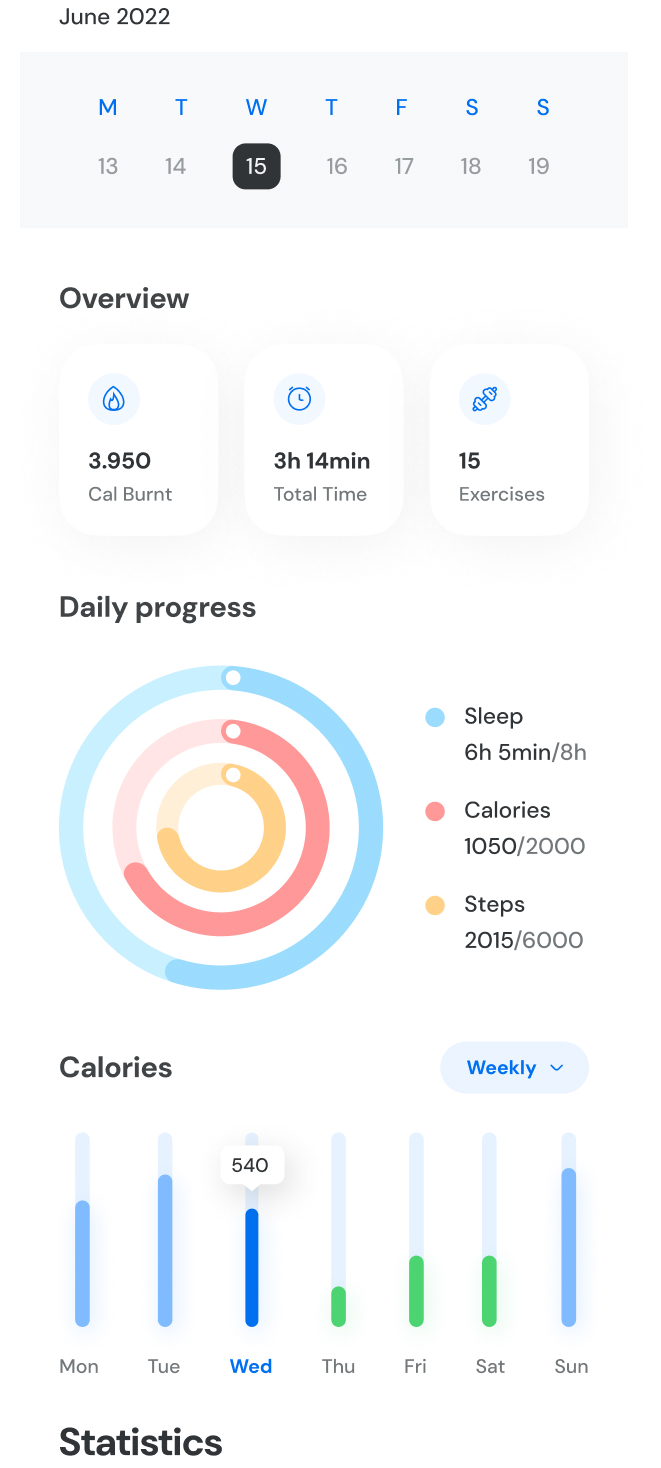 June 2022
M T W T F S S
13 14 15 16 17 18 19
Overview
3.950
Cal Burnt
3h 14min
Total Time
15
Exercises
Daily progress
Sleep
6h 5min/8h
Calories
1050/2000
Steps
2015/6000
Calories
Weekly
540
Mon Tue Wed Thu Fri Sat Sun
Statistics